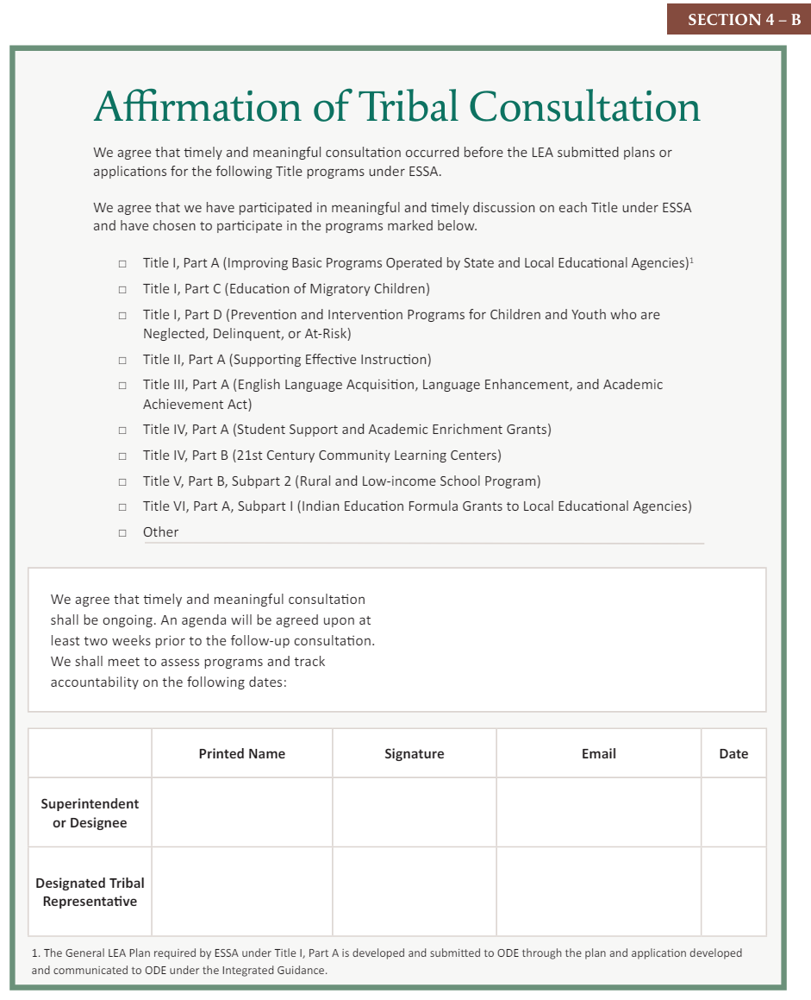 SECTION 4 – B
Affirmation of Tribal Consultation
We agree that timely and meaningful consultation occurred before the LEA submitted plans or
applications for the following Title programs under ESSA.
We agree that we have participated in meaningful and timely discussion on each Title under ESSA
and have chosen to participate in the programs marked below.
□ Title I, Part A (Improving Basic Programs Operated by State and Local Educational Agencies)¹
□ Title I, Part C (Education of Migratory Children)
□ Title I, Part D (Prevention and Intervention Programs for Children and Youth who are
Neglected, Delinquent, or At-Risk)
□ Title II, Part A (Supporting Effective Instruction)
□ Title III, Part A (English Language Acquisition, Language Enhancement, and Academic
Achievement Act)
□ Title IV, Part A (Student Support and Academic Enrichment Grants)
□ Title IV, Part B (21st Century Community Learning Centers)
□ Title V, Part B, Subpart 2 (Rural and Low-income School Program)
□ Title VI, Part A, Subpart I (Indian Education Formula Grants to Local Educational Agencies)
□ Other
We agree that timely and meaningful consultation
shall be ongoing. An agenda will be agreed upon at
least two weeks prior to the follow-up consultation.
We shall meet to assess programs and track
accountability on the following dates:
Printed Name Signature Email Date
Superintendent
or Designee
Designated Tribal
Representative
1. The General LEA Plan required by ESSA under Title I, Part A is developed and submitted to ODE through the plan and application developed
and communicated to ODE under the Integrated Guidance.